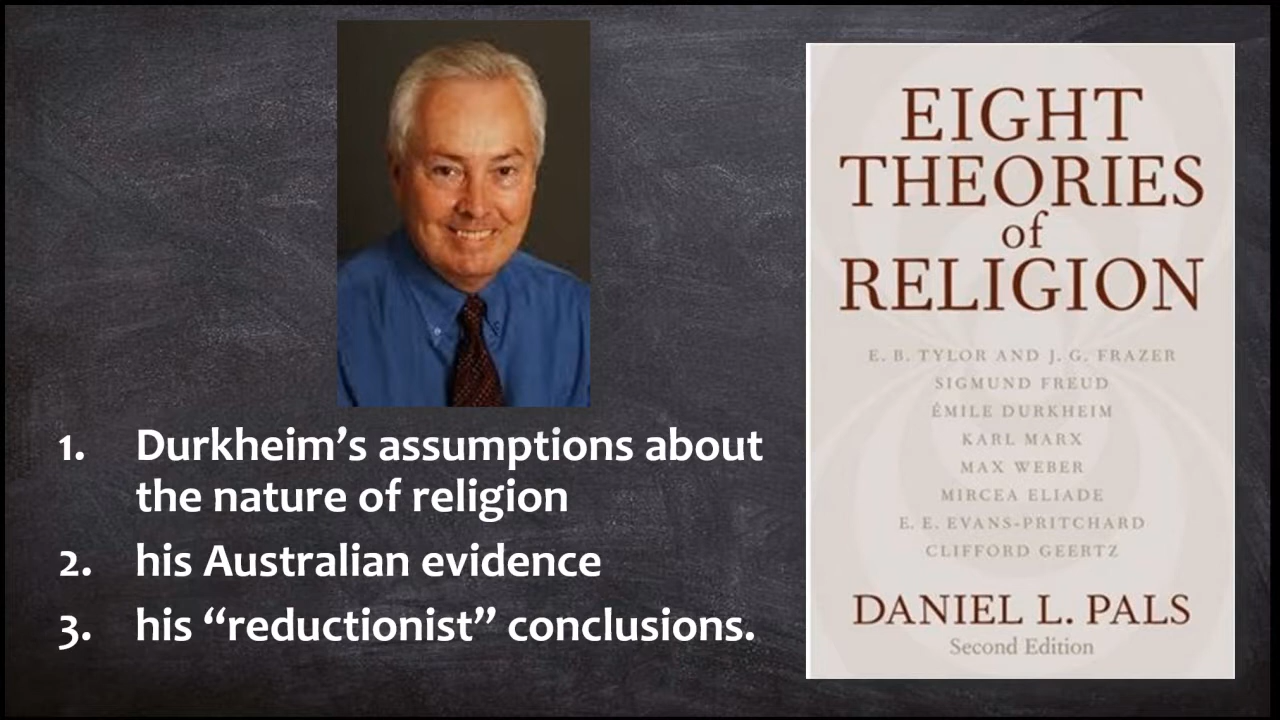 1. Durkheim’s assumptions about
the nature of religion
2. his Australian evidence
3. his “reductionist” conclusions.
EIGHT
THEORIES
of
RELIGION
E. B. TYLOR AND J. G. FRAZER
SIGMUND FREUD
ÉMILE DURKHEIM
KARL MARX
MAX WEBER
MIRCEA ELIADE
E. E. EVANS-PRITCHARD
CLIFFORD GEERTZ
DANIEL L. PALS
Second Edition